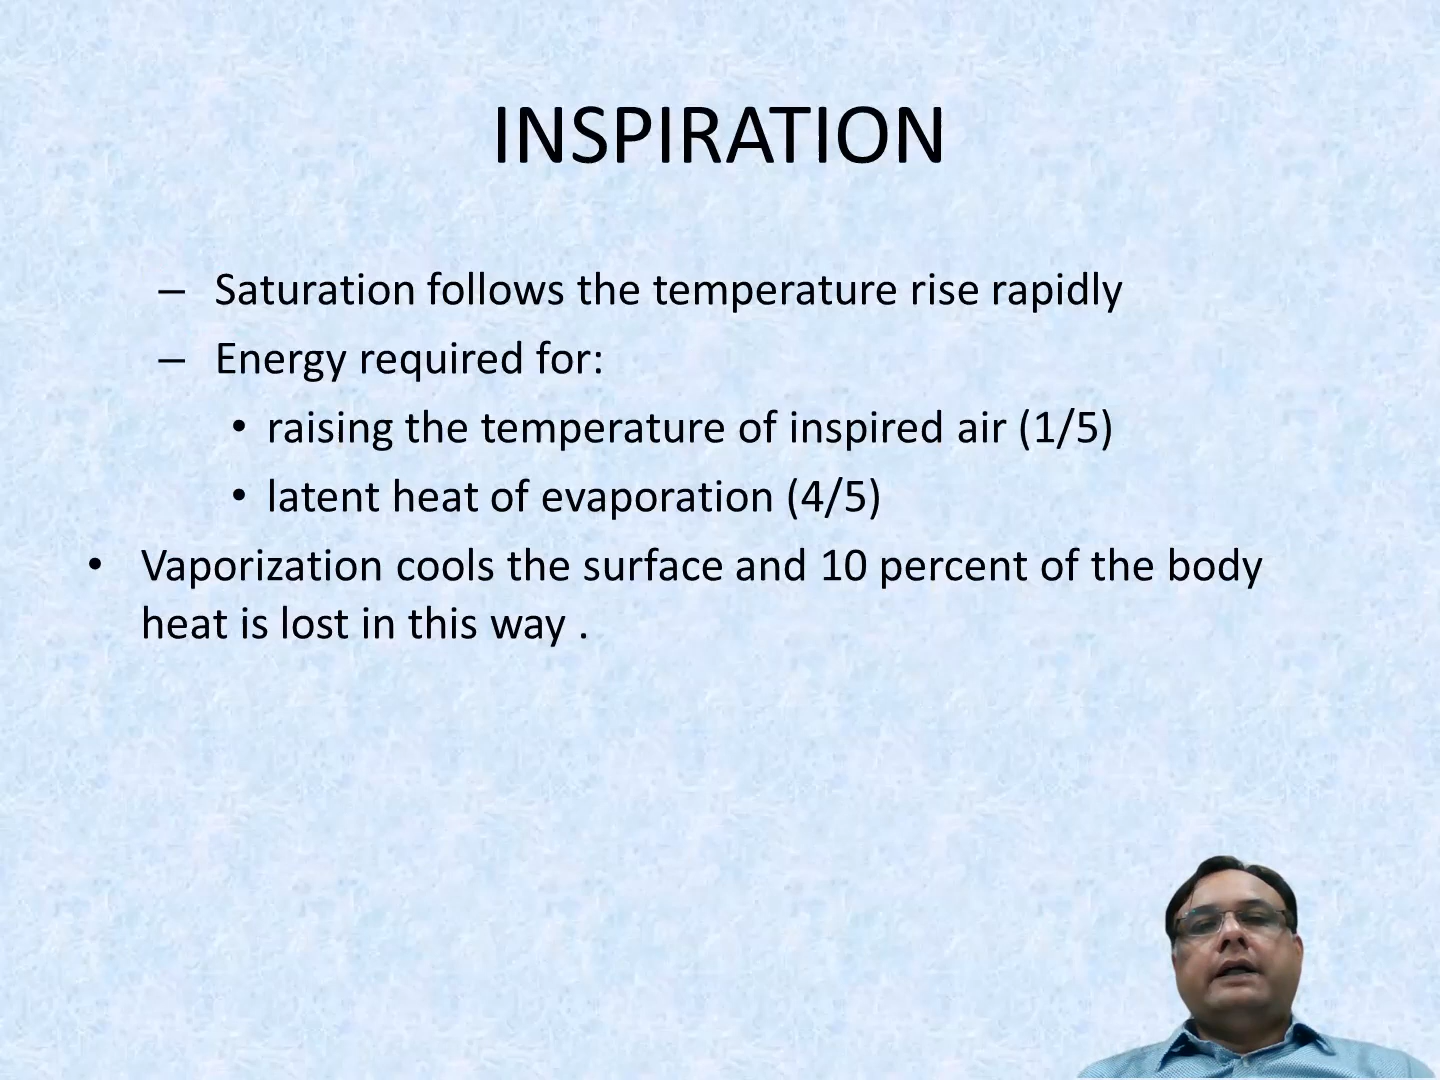 INSPIRATION
– Saturation follows the temperature rise rapidly
– Energy required for:
• raising the temperature of inspired air (1/5)
• latent heat of evaporation (4/5)
• Vaporization cools the surface and 10 percent of the body
heat is lost in this way .